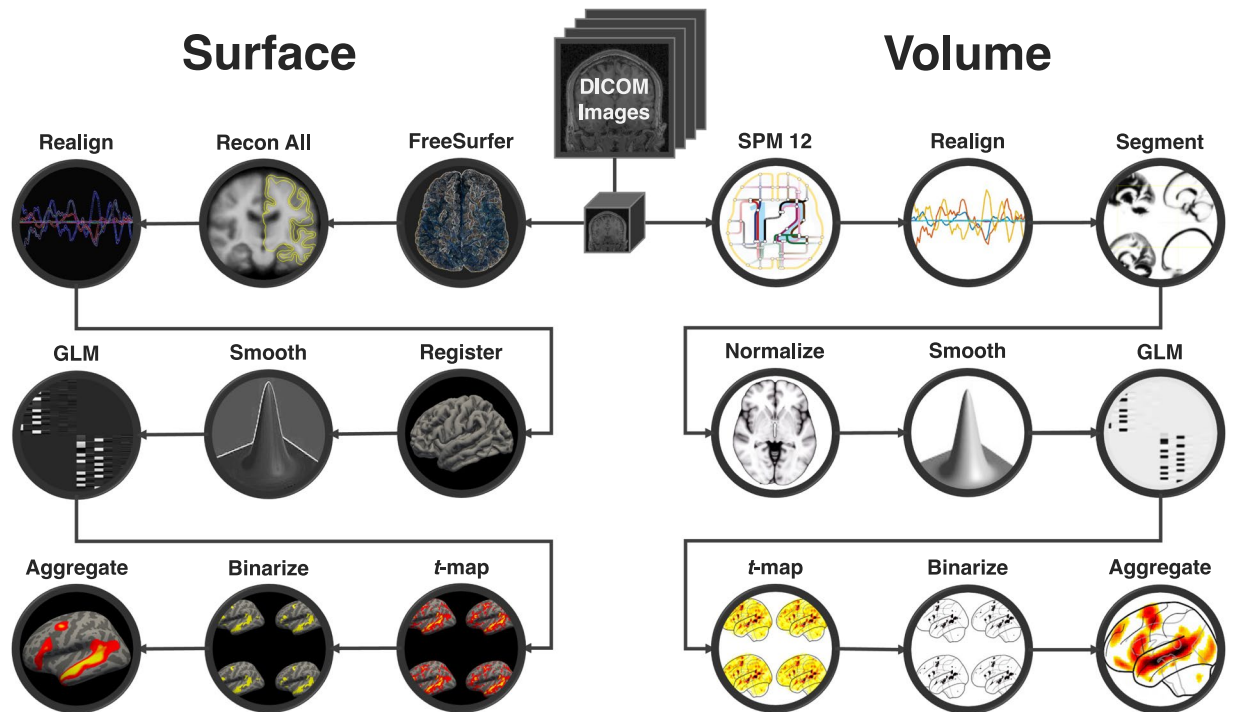 Surface
Volume
DICOM
Images
Realign
Recon All
FreeSurfer
SPM 12
Realign
Segment
12
GLM
Smooth
Register
Normalize
Smooth
GLM
Aggregate
Binarize
t-map
t-map
Binarize
Aggregate